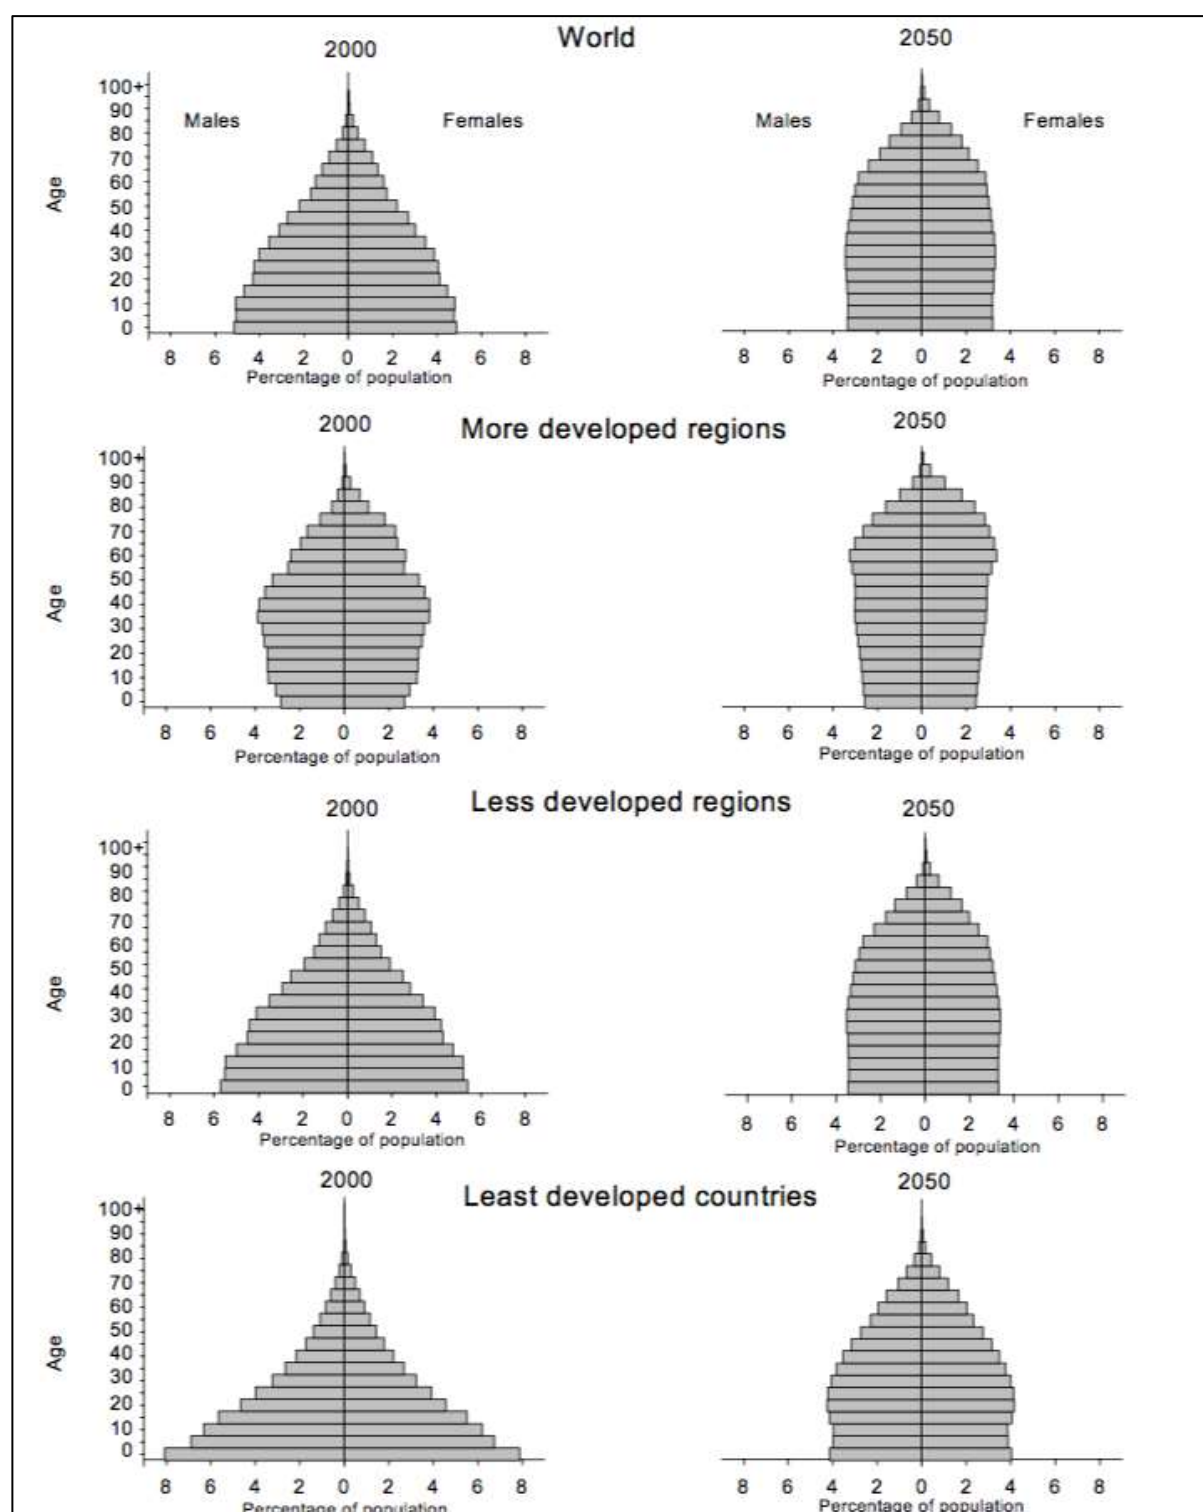 World
2000
2050
Males
Females
Males
Females
Age
100+
90
80
70
60
50
40
30
20
10
0
8 6 4 2 0 2 4 6 8
8 6 4 2 0 2 4 6 8
Percentage of population
Percentage of population
More developed regions
2000
2050
Age
100+
90
80
70
60
50
40
30
20
10
0
8 6 4 2 0 2 4 6 8
8 6 4 2 0 2 4 6 8
Percentage of population
Percentage of population
Less developed regions
2000
2050
Age
100+
90
80
70
60
50
40
30
20
10
0
8 6 4 2 0 2 4 6 8
8 6 4 2 0 2 4 6 8
Percentage of population
Percentage of population
Least developed countries
2000
2050
Age
100+
90
80
70
60
50
40
30
20
10
0
8 6 4 2 0 2 4 6 8
8 6 4 2 0 2 4 6 8
Percentage of population
Percentage of population